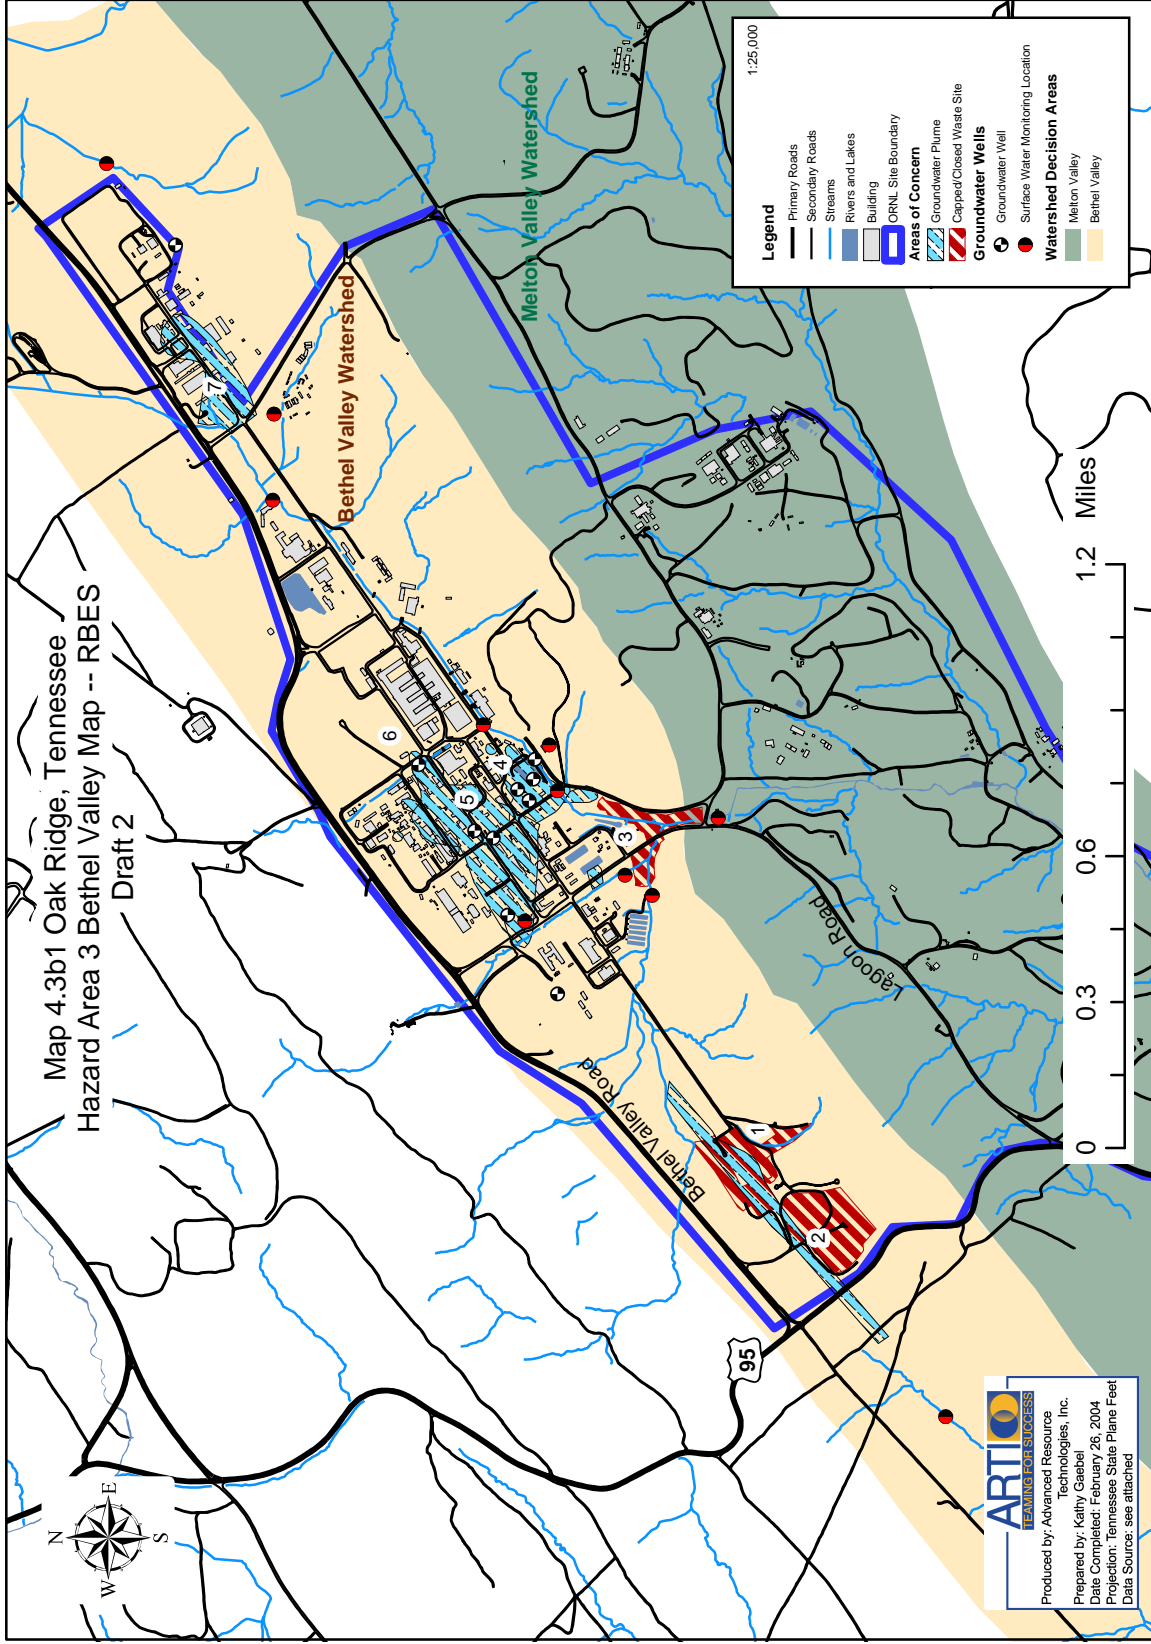 Map 4.3b1 Oak Ridge, Tennessee
Hazard Area 3 Bethel Valley Map -- RBES
Draft 2
N
W
E
S
Bethel Valley Watershed
Melton Valley Watershed
Bethel Valley Road
Lagoon Road
95
1
2
3
4
5
6
7
1:25,000
Legend
Primary Roads
Secondary Roads
Streams
Rivers and Lakes
Building
ORNL Site Boundary
Areas of Concern
Groundwater Plume
Capped/Closed Waste Site
Groundwater Wells
Groundwater Well
Surface Water Monitoring Location
Watershed Decision Areas
Melton Valley
Bethel Valley
0 0.3 0.6 1.2 Miles
ARTI
TEAMING FOR SUCCESS
Produced by: Advanced Resource
Technologies, Inc.
Prepared by: Kathy Gaebel
Date Completed: February 26, 2004
Projection: Tennessee State Plane Feet
Data Source: see attached